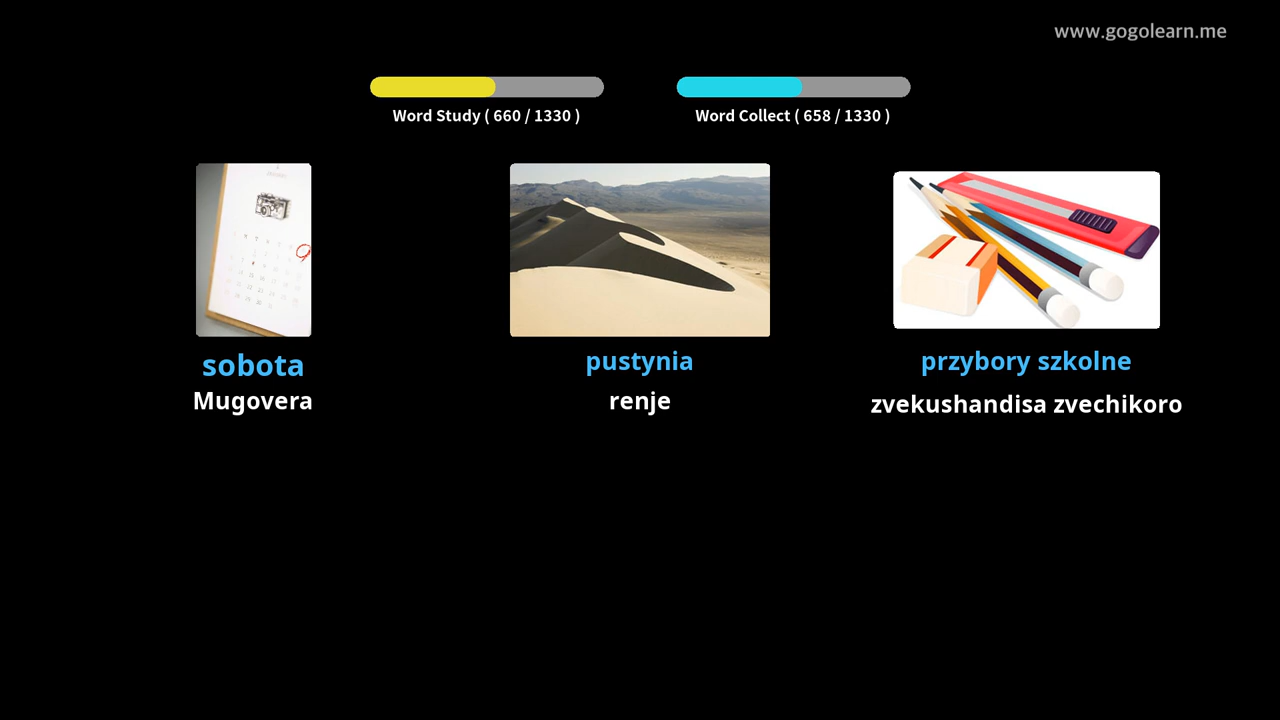 www.gogolearn.me
Word Study ( 660 / 1330 )
Word Collect ( 658 / 1330 )
sobota
Mugovera
pustynia
renje
przybory szkolne
zvekushandisa zvechikoro